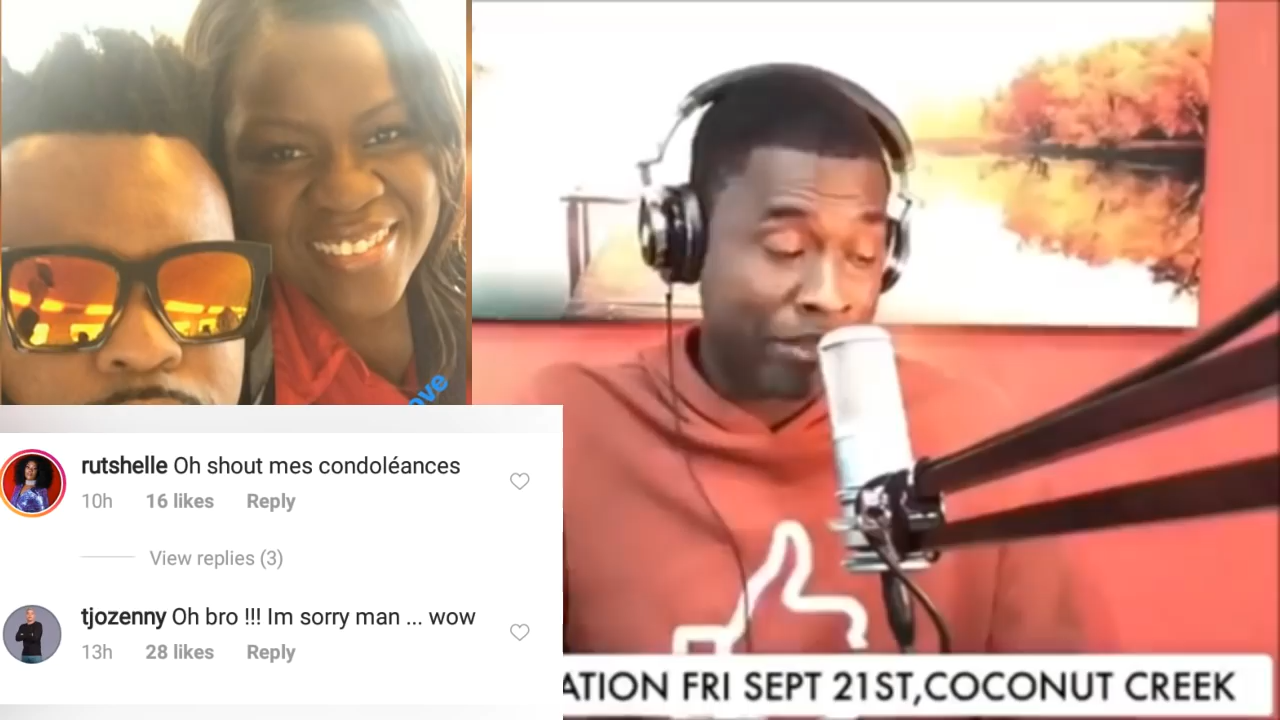 ove
rutshelle Oh shout mes condoléances
10h 16 likes Reply
View replies (3)
tjozenny Oh bro !!! Im sorry man ... wow
13h 28 likes Reply
ATION FRI SEPT 21ST,COCONUT CREEK